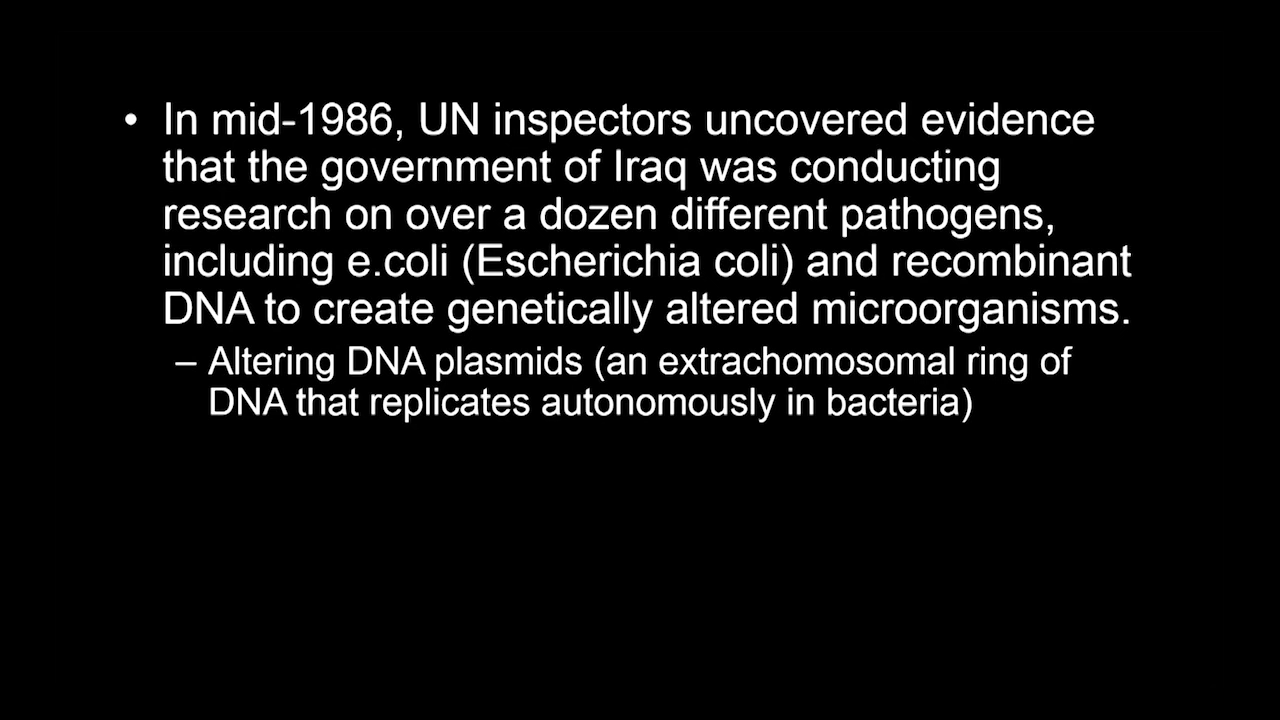 • In mid-1986, UN inspectors uncovered evidence
that the government of Iraq was conducting
research on over a dozen different pathogens,
including e.coli (Escherichia coli) and recombinant
DNA to create genetically altered microorganisms.
– Altering DNA plasmids (an extrachomosomal ring of
DNA that replicates autonomously in bacteria)